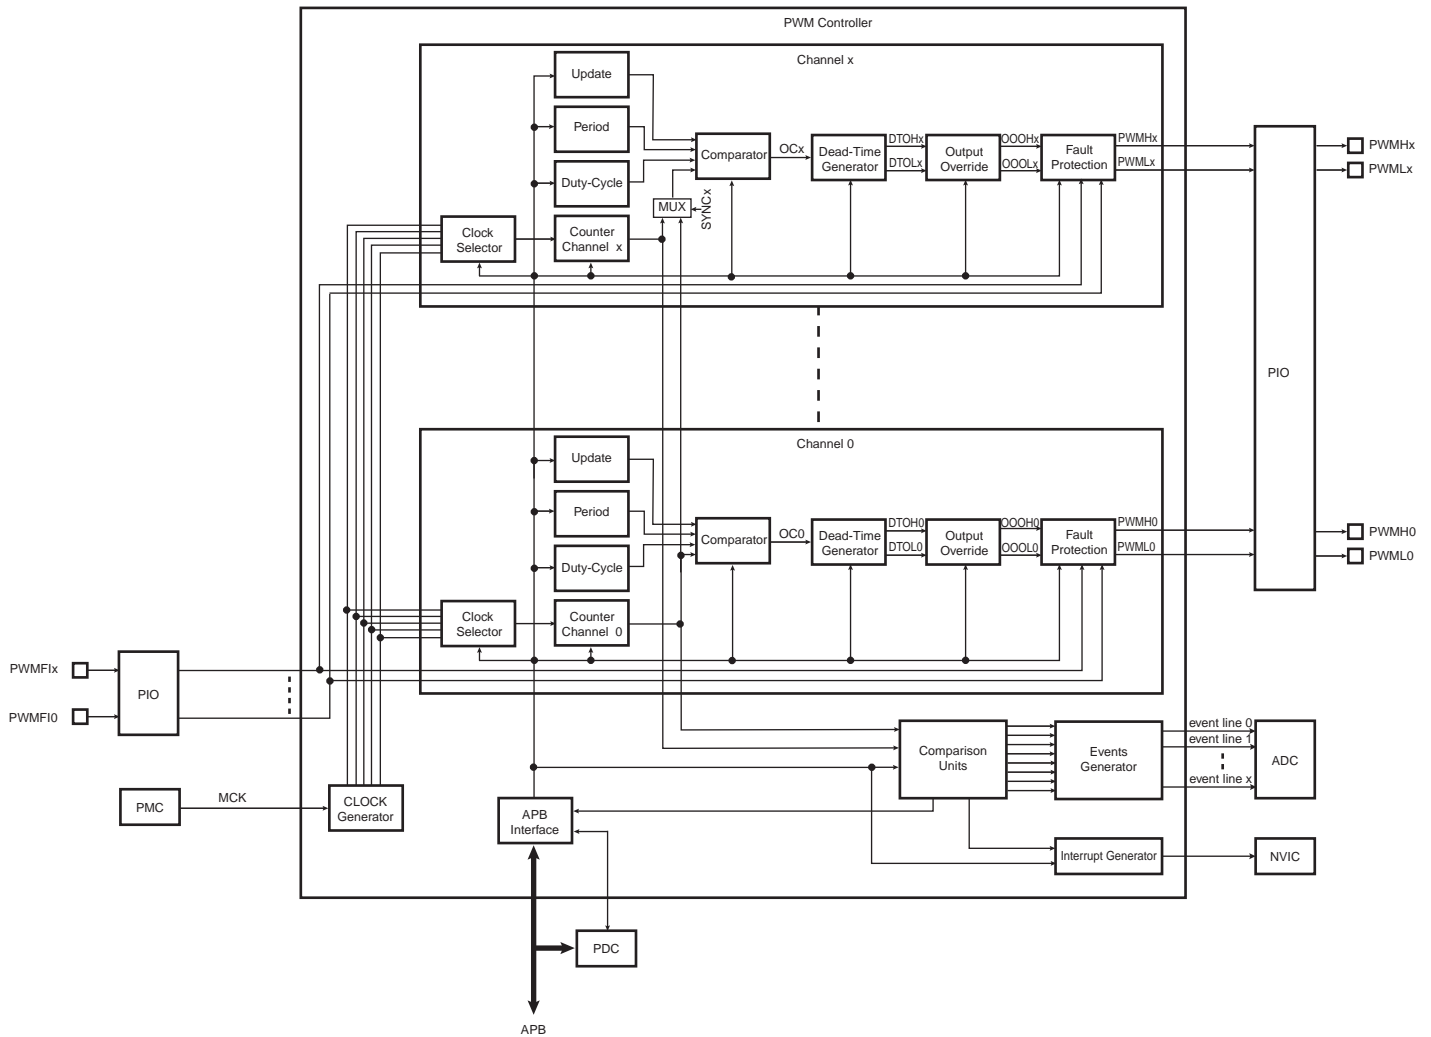 PWM Controller
Channel x
Update
Period
Duty-Cycle
Counter
Channel x
Clock
Selector
MUX
SYNCx
Comparator
OCx
Dead-Time
Generator
DTOHx
DTOLx
Output
Override
OOOHx
OOOLx
Fault
Protection
PWMHx
PWMLx
PIO
PWMHx
PWMLx
Channel 0
Update
Period
Duty-Cycle
Counter
Channel 0
Clock
Selector
Comparator
OC0
Dead-Time
Generator
DTOH0
DTOL0
Output
Override
OOOH0
OOOL0
Fault
Protection
PWMH0
PWML0
PWMH0
PWML0
PWMFIx
PWMFI0
PIO
PMC
MCK
CLOCK
Generator
APB
Interface
Comparison
Units
Events
Generator
event line 0
event line 1
event line x
ADC
Interrupt Generator
NVIC
PDC
APB